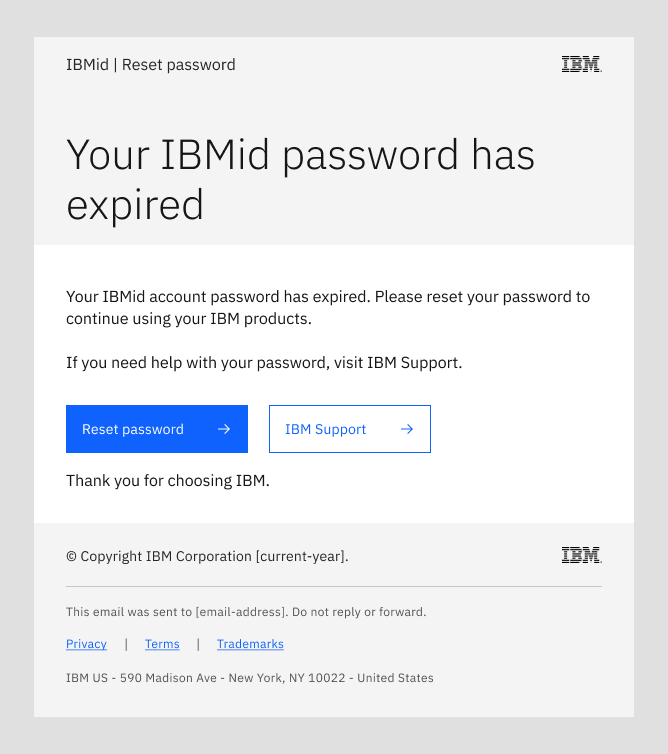 IBMid | Reset password
IBM
Your IBMid password has
expired
Your IBMid account password has expired. Please reset your password to
continue using your IBM products.
If you need help with your password, visit IBM Support.
Reset password →
IBM Support →
Thank you for choosing IBM.
© Copyright IBM Corporation [current-year].
IBM
This email was sent to [email-address]. Do not reply or forward.
Privacy | Terms | Trademarks
IBM US - 590 Madison Ave - New York, NY 10022 - United States